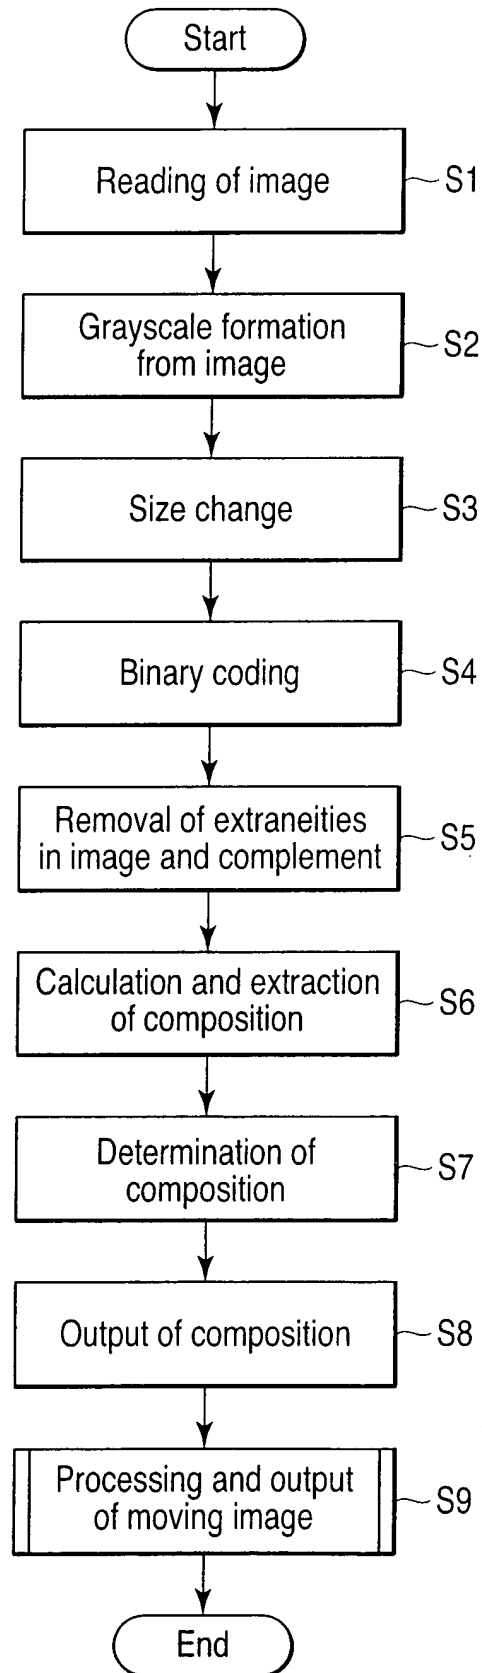 Start
Reading of image
S1
Grayscale formation
from image
S2
Size change
S3
Binary coding
S4
Removal of extraneities
in image and complement
S5
Calculation and extraction
of composition
S6
Determination of
composition
S7
Output of composition
S8
Processing and output
of moving image
S9
End